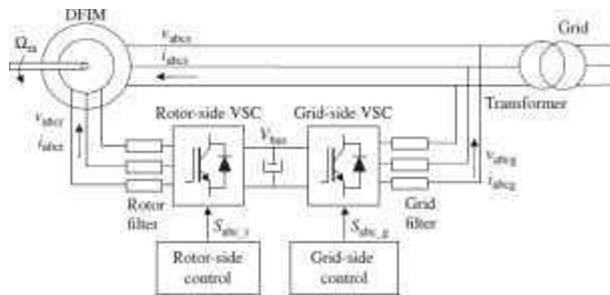 DFIM
Grid
v_abcs
i_abcs
Ω_m
Transformer
Rotor-side VSC
Grid-side VSC
v_abcr
i_abcr
V_bus
v_abcg
i_abcg
Rotor
filter
Grid
filter
S_abc_r
S_abc_g
Rotor-side
control
Grid-side
control